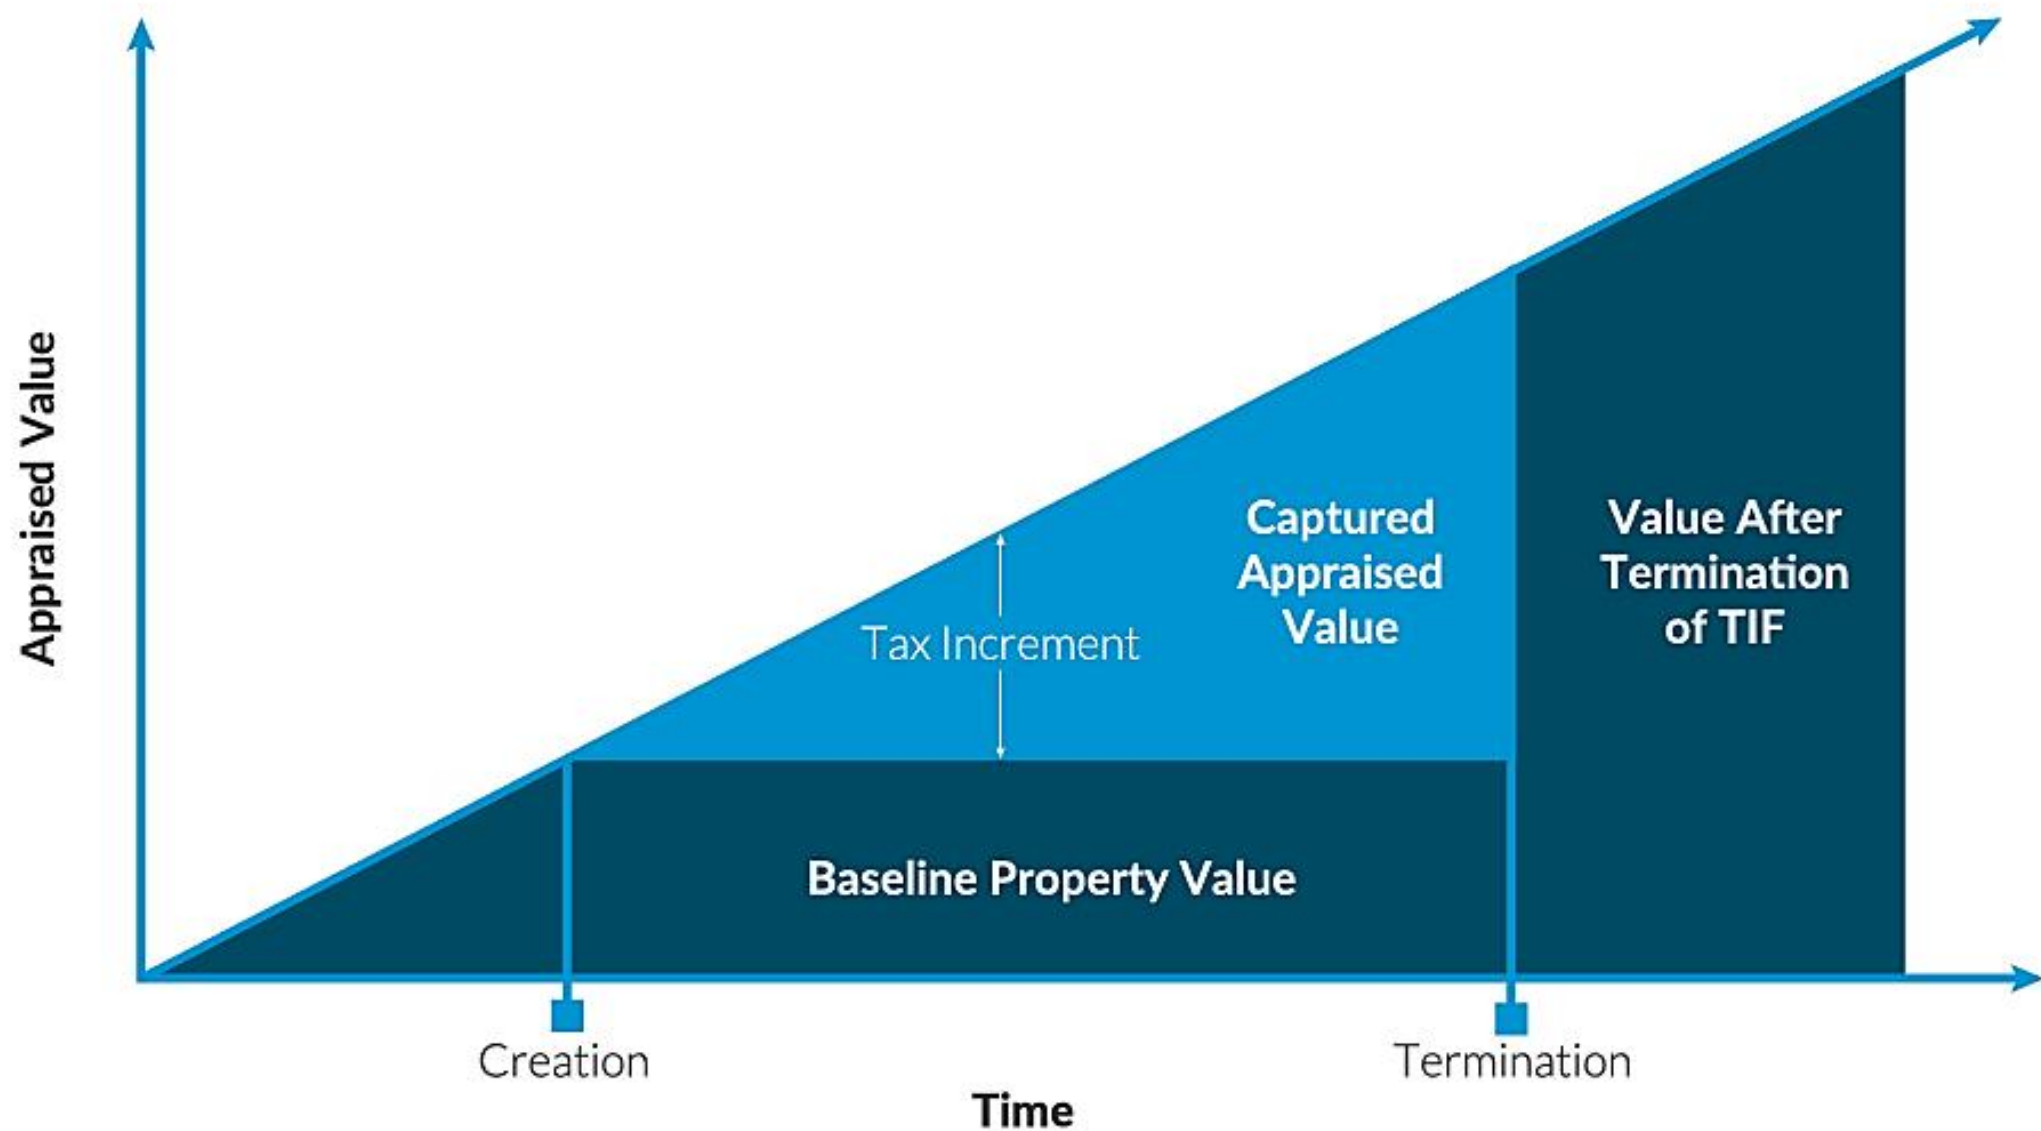 Appraised Value
Captured
Appraised
Value
Value After
Termination
of TIF
Tax Increment
Baseline Property Value
Creation
Termination
Time